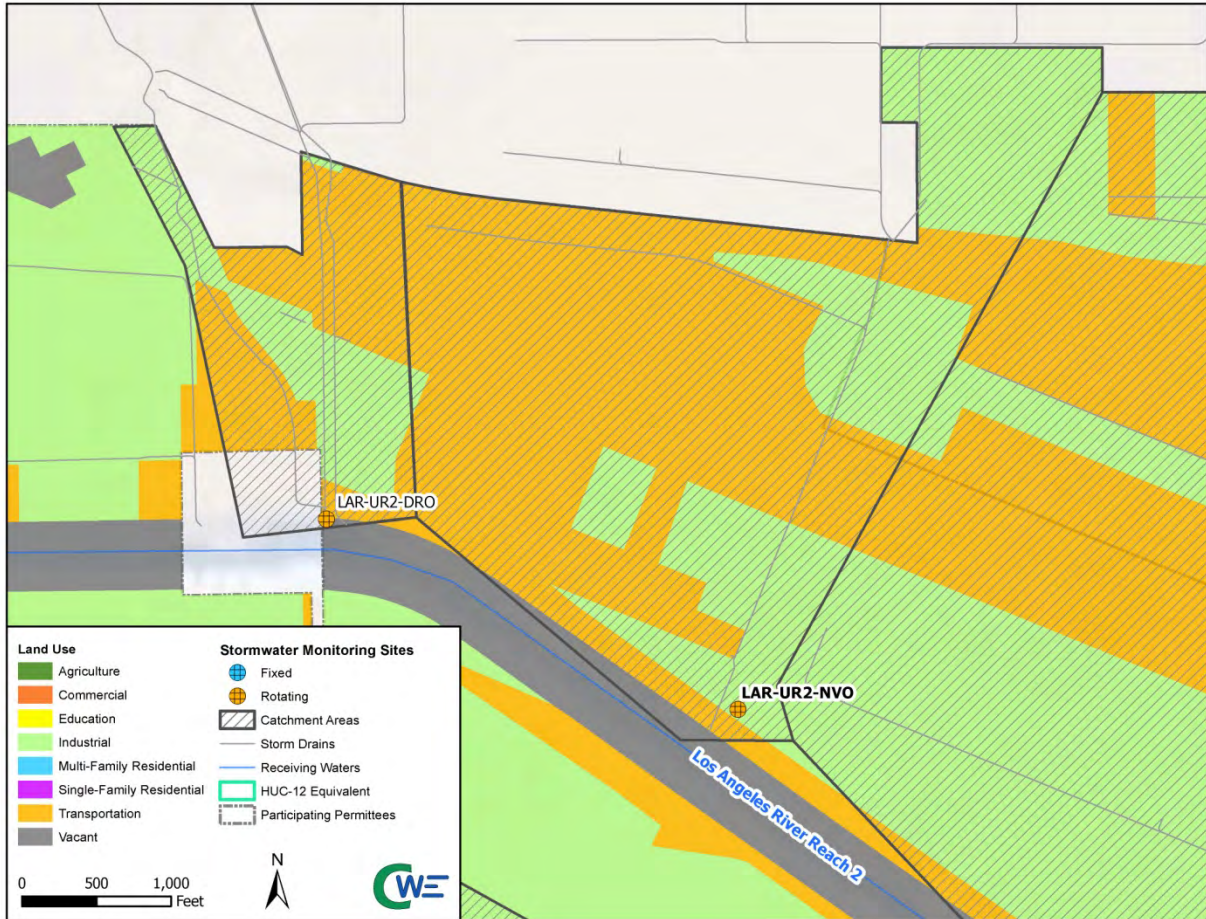 LAR-UR2-DRO
LAR-UR2-NVO
Los Angeles River Reach 2
Land Use
Agriculture
Commercial
Education
Industrial
Multi-Family Residential
Single-Family Residential
Transportation
Vacant
Stormwater Monitoring Sites
Fixed
Rotating
Catchment Areas
Storm Drains
Receiving Waters
HUC-12 Equivalent
Participating Permittees
0 500 1,000
Feet
N
CWE